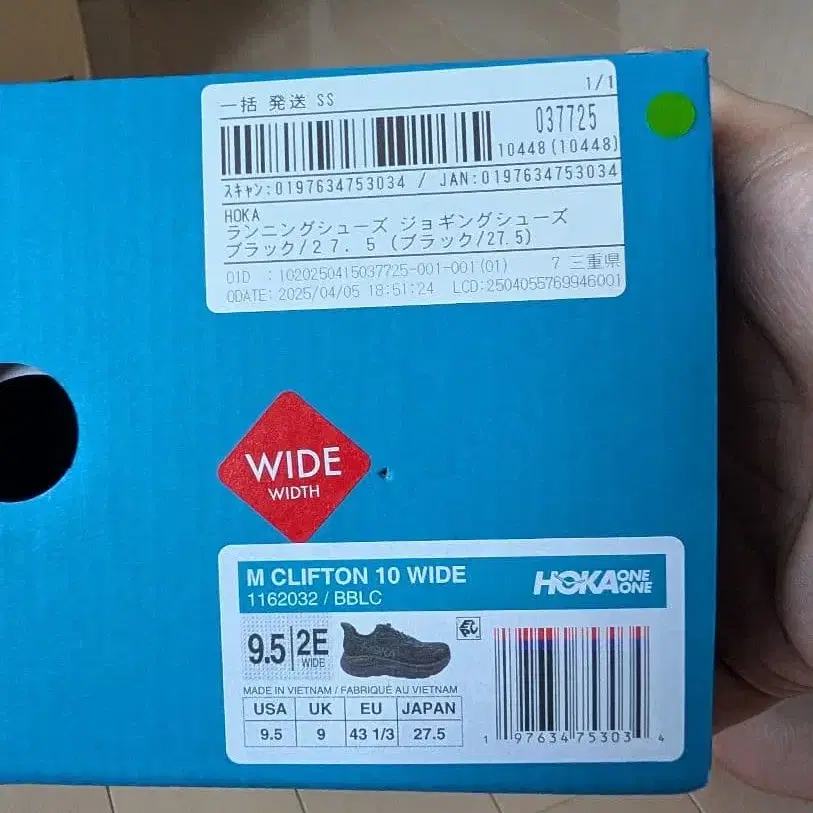 一括 発送 SS
1/1
037725
10448(10448)
スキャン:0197634753034 / JAN:0197634753034
HOKA
ランニングシューズ ジョギングシューズ
ブラック/27.5 (ブラック/27.5)
OID :1020250415037725-001-001(01) 7 三重県
ODATE:2025/04/05 18:51:24 LCD:2504055769946001
WIDE
WIDTH
M CLIFTON 10 WIDE
1162032 / BBLC
HOKA ONE ONE
9.5 2E
WIDE
HOKA
MADE IN VIETNAM / FABRIQUÉ AU VIETNAM
USA UK EU JAPAN
9.5 9 43 1/3 27.5
1 97634 75303 4